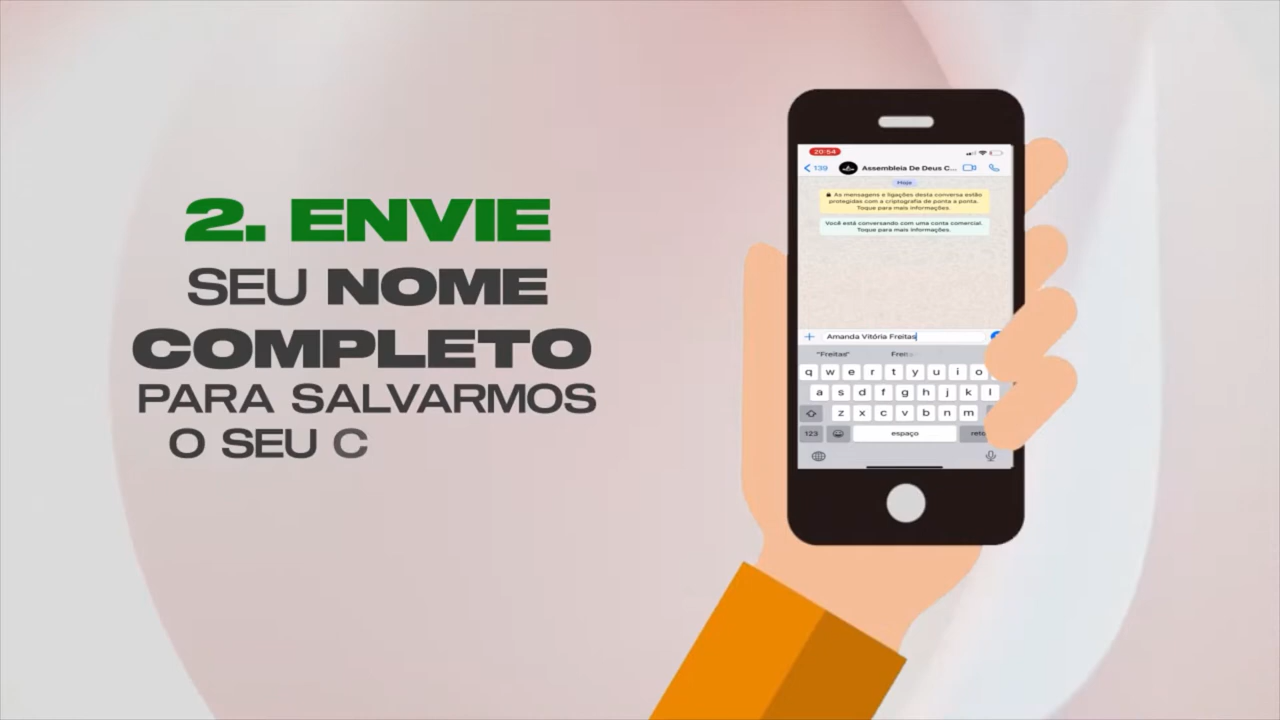 2. ENVIE
SEU NOME
COMPLETO
PARA SALVARMOS
O SEU C
20:54
139
Assembleia De Deus C...
Hoje
As mensagens e ligações desta conversa estão
protegidas com a criptografia de ponta a ponta.
Toque para mais informações.
Você está conversando com uma conta comercial.
Toque para mais informações.
Amanda Vitória Freitas
"Freitas"
q w e r t y u i o
a s d f g h j k l
z x c v b n m
123
espaço